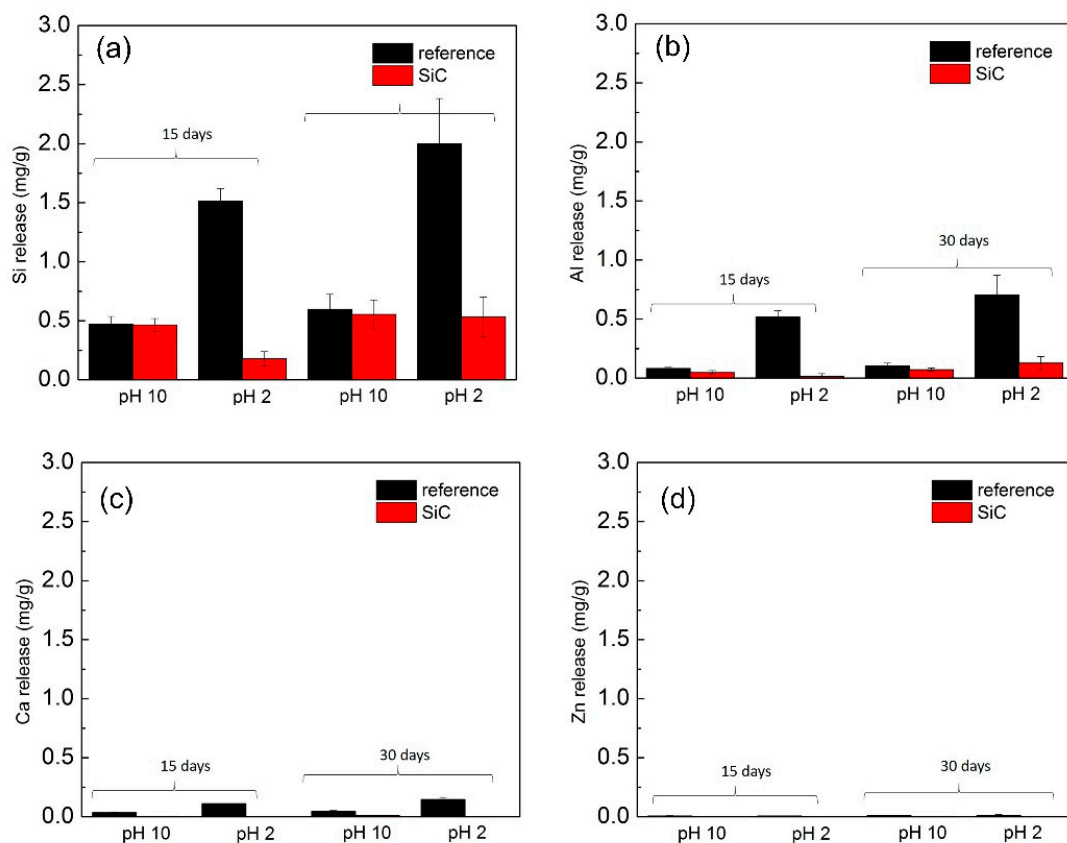 (a)
reference
SiC
15 days
Si release (mg/g)
3.0
2.5
2.0
1.5
1.0
0.5
0.0
pH 10
pH 2
pH 10
pH 2
(b)
reference
SiC
15 days
30 days
Al release (mg/g)
3.0
2.5
2.0
1.5
1.0
0.5
0.0
pH 10
pH 2
pH 10
pH 2
(c)
reference
SiC
15 days
30 days
Ca release (mg/g)
3.0
2.5
2.0
1.5
1.0
0.5
0.0
pH 10
pH 2
pH 10
pH 2
(d)
reference
SiC
15 days
30 days
Zn release (mg/g)
3.0
2.5
2.0
1.5
1.0
0.5
0.0
pH 10
pH 2
pH 10
pH 2